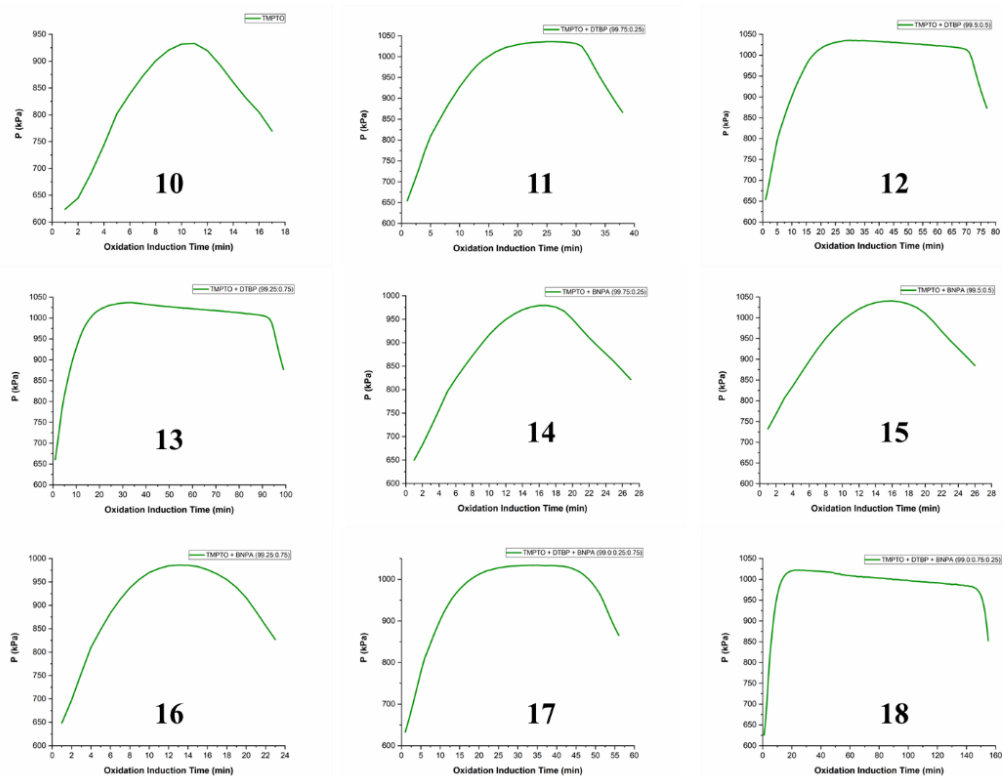 TMPTO
950
900
850
800
750
700
650
600
P (kPa)
10
0 2 4 6 8 10 12 14 16 18
Oxidation Induction Time (min)
TMPTO + DTBP (99.75:0.25)
1050
1000
950
900
850
800
750
700
650
600
P (kPa)
11
0 5 10 15 20 25 30 35 40
Oxidation Induction Time (min)
TMPTO + DTBP (99.5:0.5)
1050
1000
950
900
850
800
750
700
650
600
P (kPa)
12
0 5 10 15 20 25 30 35 40 45 50 55 60 65 70 75 80
Oxidation Induction Time (min)
TMPTO + DTBP (99.25:0.75)
1050
1000
950
900
850
800
750
700
650
600
P (kPa)
13
0 10 20 30 40 50 60 70 80 90 100
Oxidation Induction Time (min)
TMPTO + BNPA (99.75:0.25)
1000
950
900
850
800
750
700
650
600
P (kPa)
14
0 2 4 6 8 10 12 14 16 18 20 22 24 26 28
Oxidation Induction Time (min)
TMPTO + BNPA (99.5:0.5)
1050
1000
950
900
850
800
750
700
650
600
P (kPa)
15
0 2 4 6 8 10 12 14 16 18 20 22 24 26 28
Oxidation Induction Time (min)
TMPTO + BNPA (99.25:0.75)
1000
950
900
850
800
750
700
650
600
P (kPa)
16
0 2 4 6 8 10 12 14 16 18 20 22 24
Oxidation Induction Time (min)
TMPTO + DTBP + BNPA (99.0:0.25:0.75)
1000
900
800
700
600
P (kPa)
17
0 5 10 15 20 25 30 35 40 45 50 55 60
Oxidation Induction Time (min)
TMPTO + DTBP + BNPA (99.0:0.75:0.25)
1050
1000
950
900
850
800
750
700
650
600
P (kPa)
18
0 20 40 60 80 100 120 140 160
Oxidation Induction Time (min)